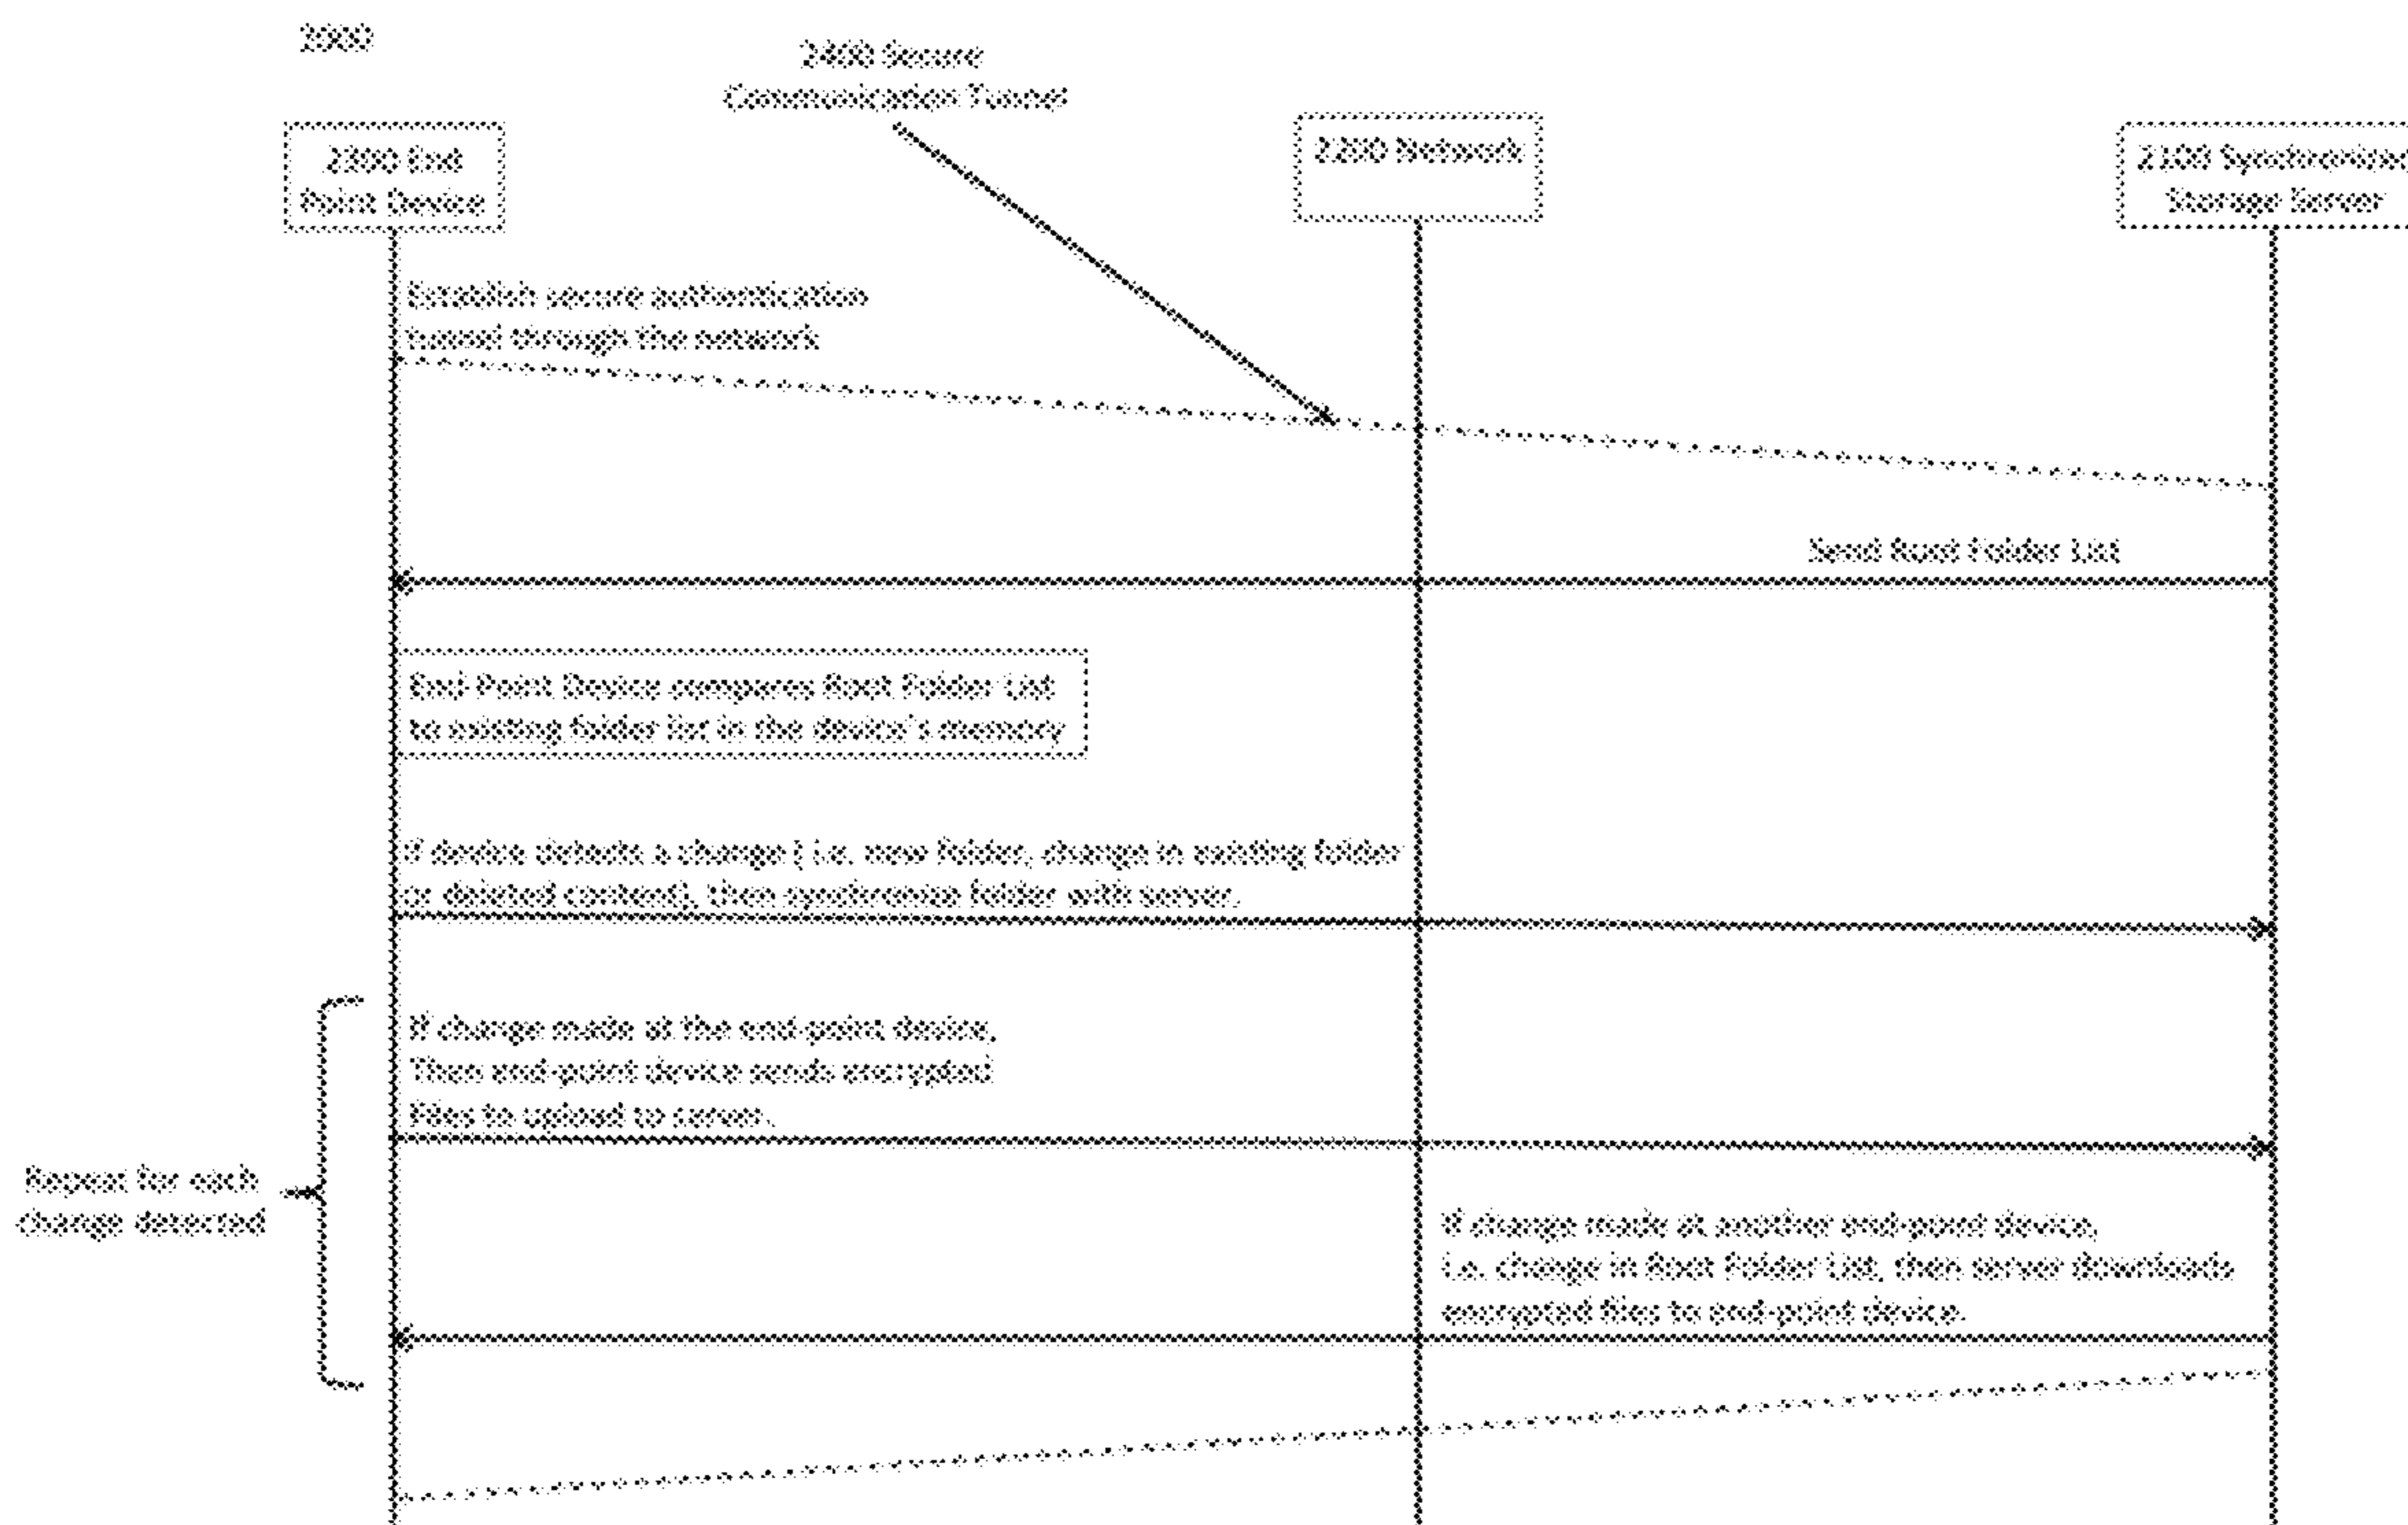 2400 Secure
Communication Tunnel
2300 End
Point Device
2200 Network
2100 Synchronizing
Storage Server
Establish secure authentication
tunnel through the network
Send Root Folder List
End Point Device compares Root Folder List
to existing folder list in the device's memory
If device detects a change ( i.e. new folder, change in existing folder
or deleted content), then synchronize folder with server.
If change made at the end-point device,
Then end-point device sends encrypted
Files to upload to server.
Repeat for each
change detected
If change made at another end-point device,
i.e. change in Root Folder List, then server downloads
encrypted files to end-point device.